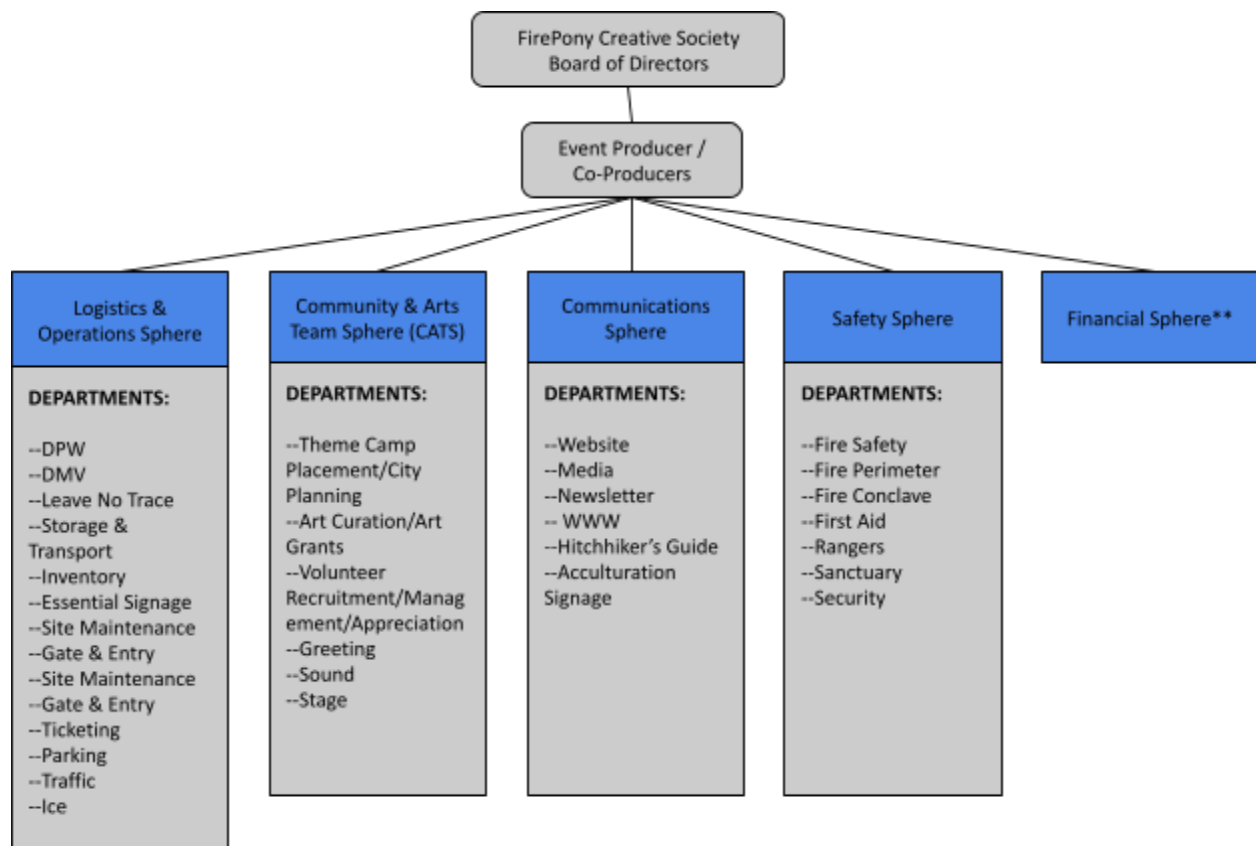 FirePony Creative Society
Board of Directors
Event Producer /
Co-Producers
Logistics &
Operations Sphere
DEPARTMENTS:
--DPW
--DMV
--Leave No Trace
--Storage &
Transport
--Inventory
--Essential Signage
--Site Maintenance
--Gate & Entry
--Site Maintenance
--Gate & Entry
--Ticketing
--Parking
--Traffic
--Ice
Community & Arts
Team Sphere (CATS)
DEPARTMENTS:
--Theme Camp
Placement/City
Planning
--Art Curation/Art
Grants
--Volunteer
Recruitment/Manag
ement/Appreciation
--Greeting
--Sound
--Stage
Communications
Sphere
DEPARTMENTS:
--Website
--Media
--Newsletter
-- WWW
--Hitchhiker’s Guide
--Acculturation
Signage
Safety Sphere
DEPARTMENTS:
--Fire Safety
--Fire Perimeter
--Fire Conclave
--First Aid
--Rangers
--Sanctuary
--Security
Financial Sphere**